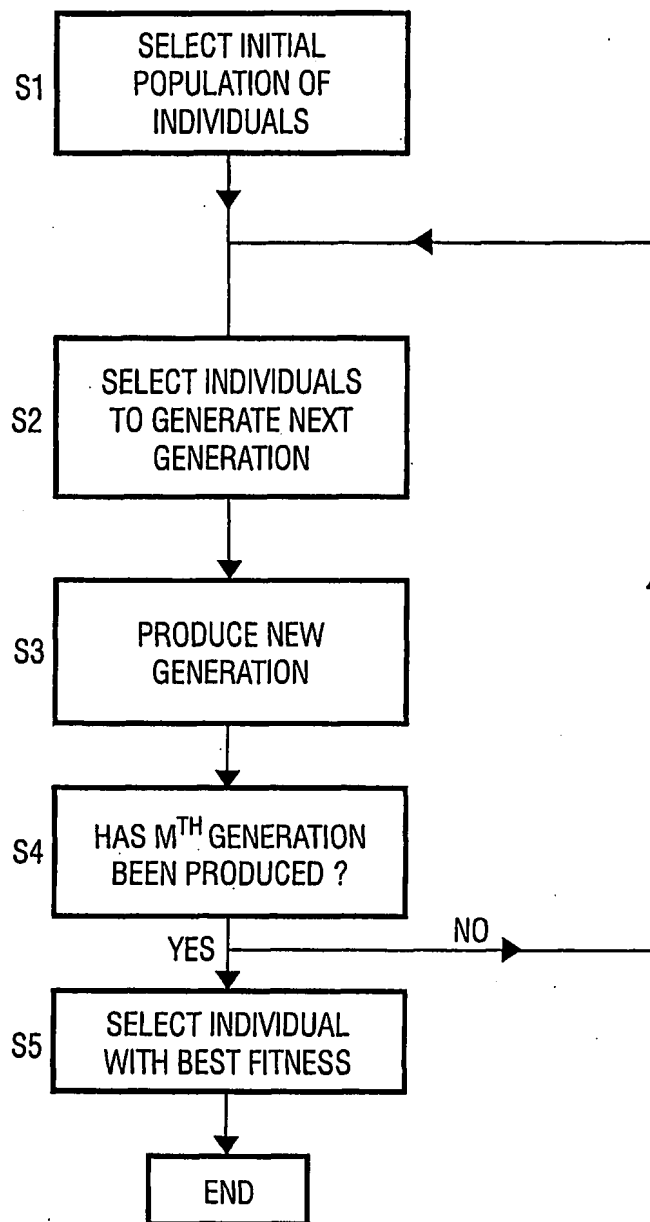 S1
SELECT INITIAL
POPULATION OF
INDIVIDUALS
S2
SELECT INDIVIDUALS
TO GENERATE NEXT
GENERATION
S3
PRODUCE NEW
GENERATION
S4
HAS MTH GENERATION
BEEN PRODUCED ?
YES
NO
S5
SELECT INDIVIDUAL
WITH BEST FITNESS
END